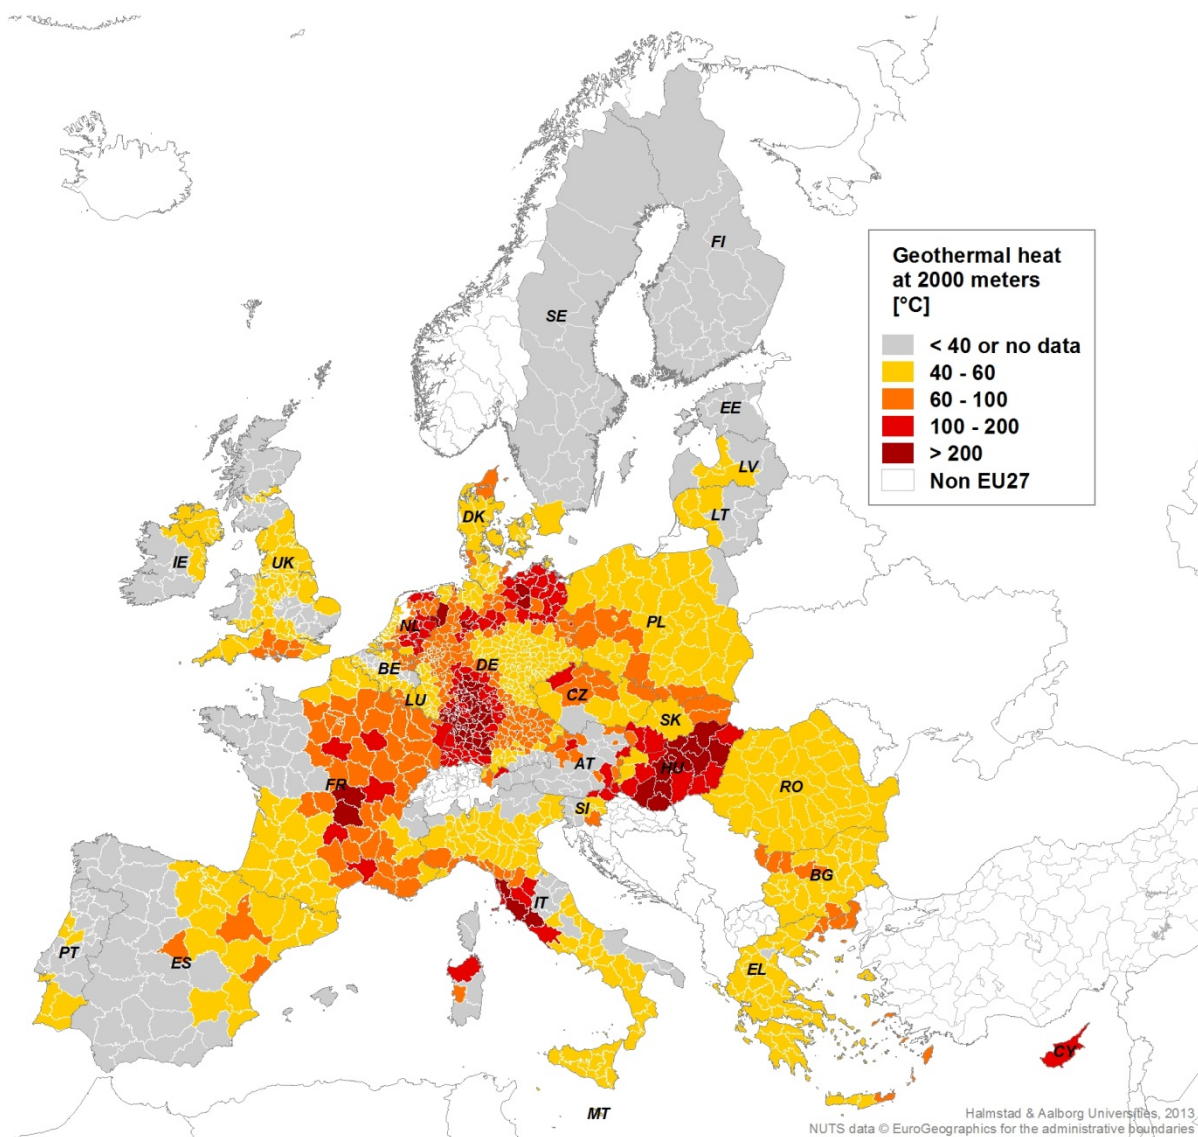 FI
SE
Geothermal heat
at 2000 meters
[°C]
< 40 or no data
40 - 60
60 - 100
100 - 200
> 200
Non EU27
EE
LV
LT
DK
IE
UK
NL
PL
BE
DE
LU
CZ
SK
AT
HU
FR
RO
SI
BG
IT
PT
ES
EL
CY
MT
Halmstad & Aalborg Universities, 2013
NUTS data © EuroGeographics for the administrative boundaries